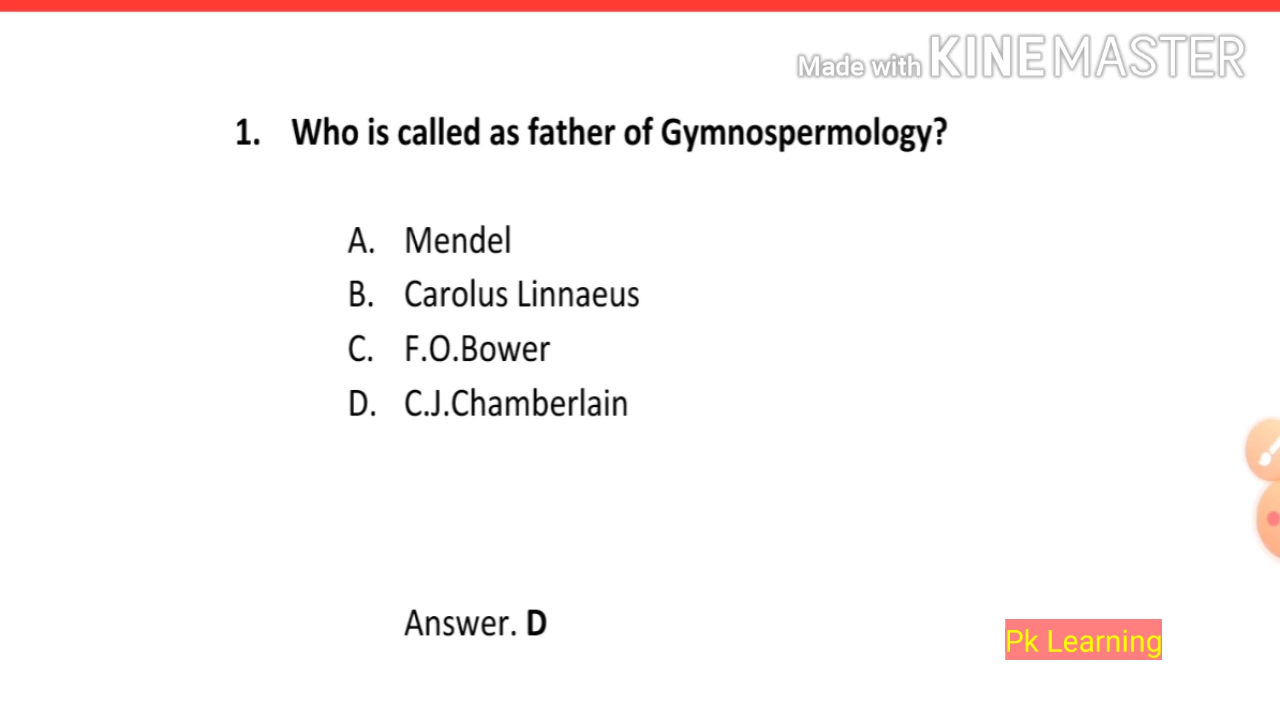 Made with KINEMASTER
1. Who is called as father of Gymnospermology?
A. Mendel
B. Carolus Linnaeus
C. F.O.Bower
D. C.J.Chamberlain
Answer. D
Pk Learning